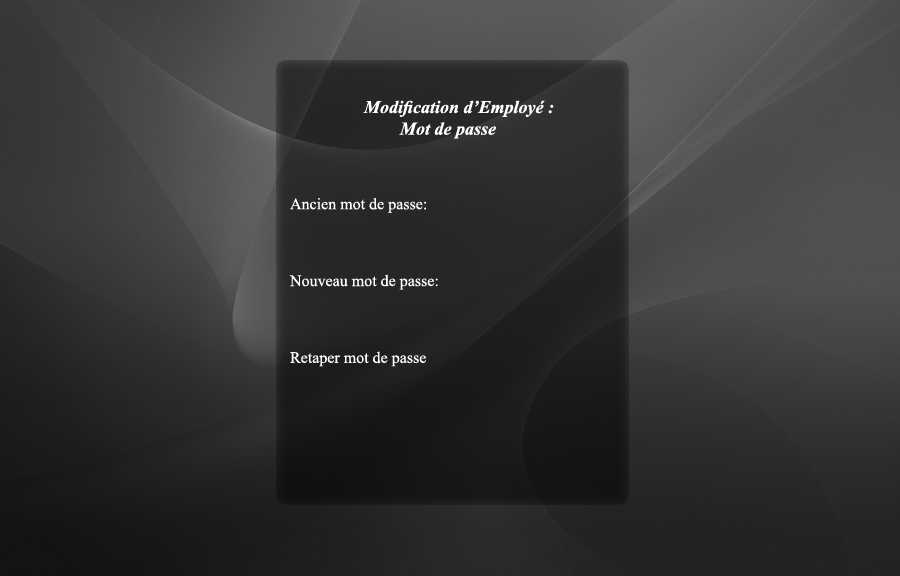 Modification d’Employé :
Mot de passe
Ancien mot de passe:
Nouveau mot de passe:
Retaper mot de passe